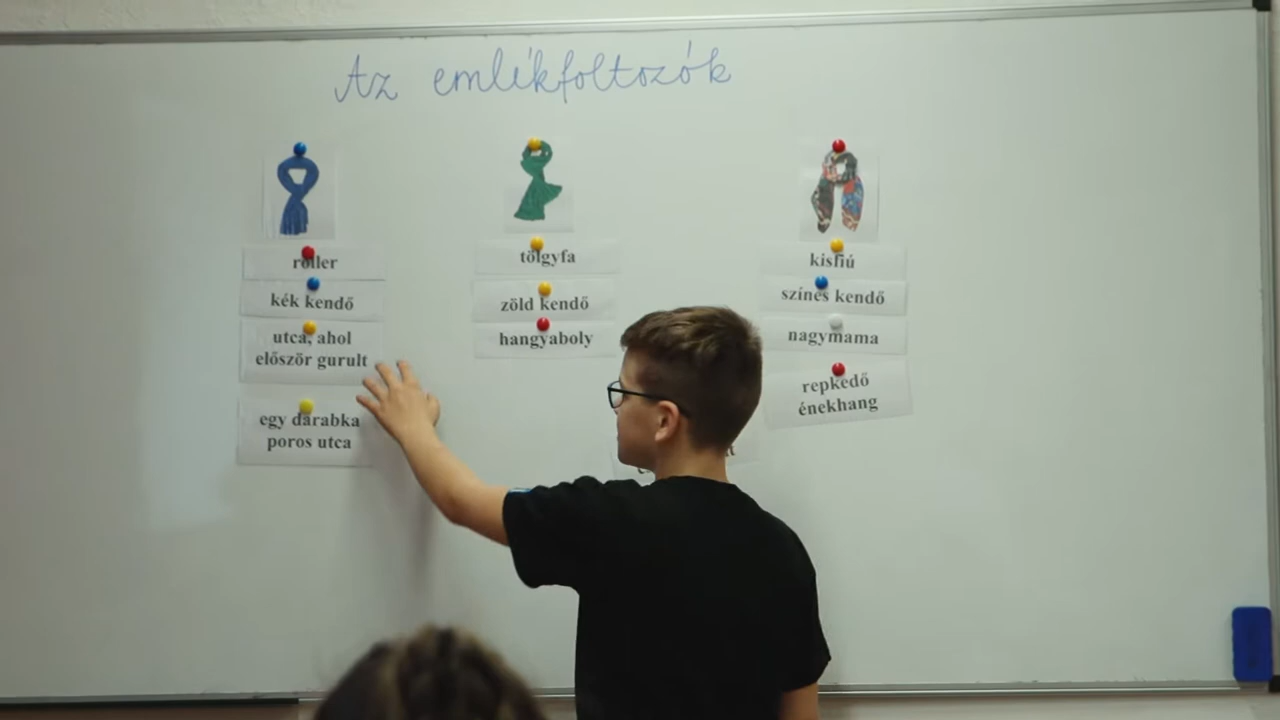 Az emlékfoltozók
roller
kék kendő
utca, ahol
először gurult
egy darabka
poros utca
tölgyfa
zöld kendő
hangyaboly
kisfiú
színes kendő
nagymama
repkedő
énekhang